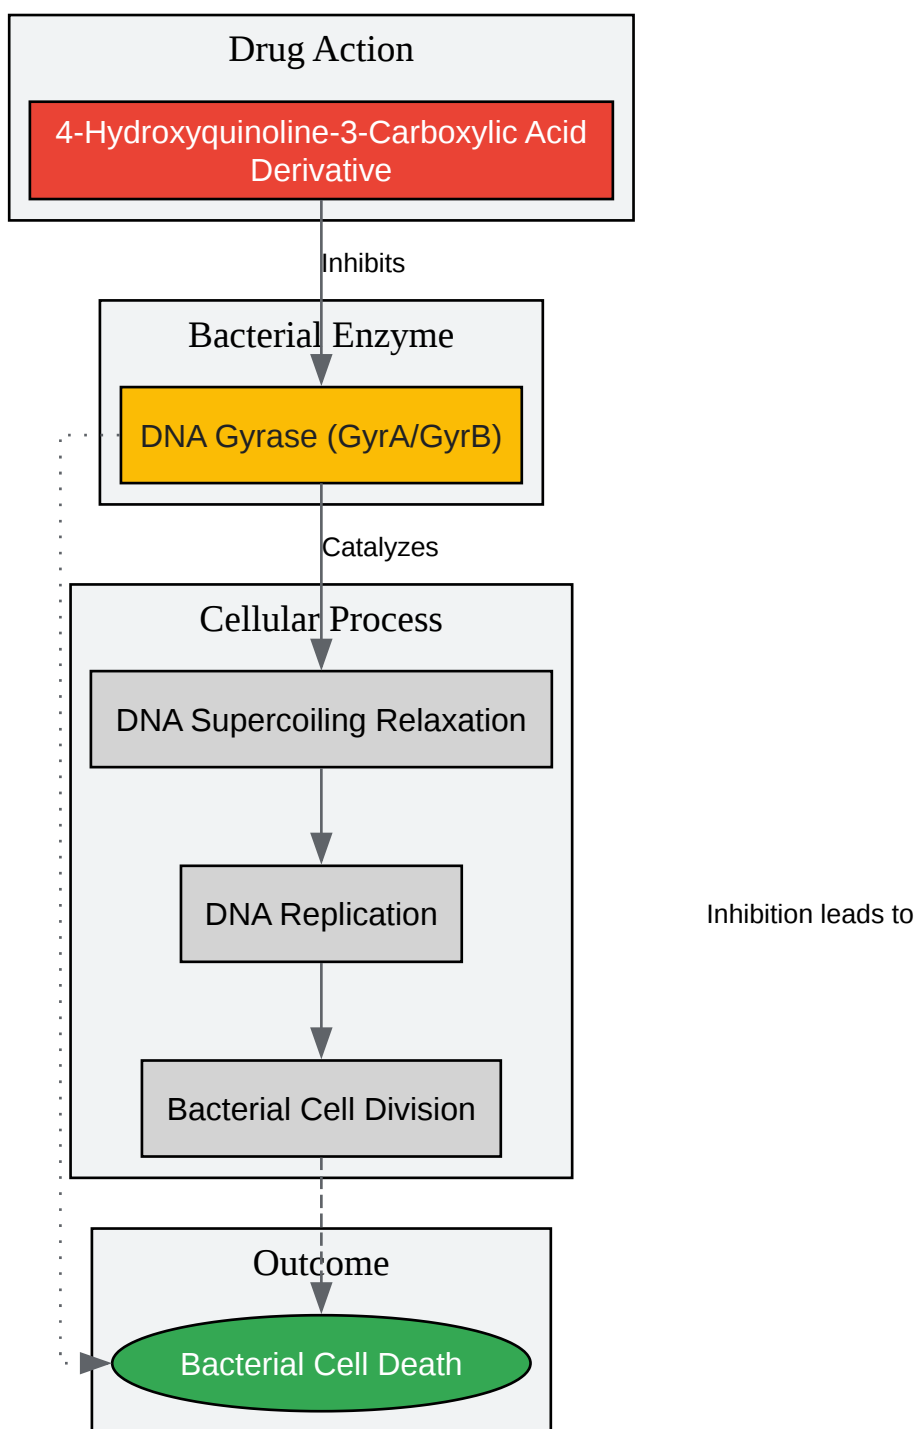 Drug Action
4-Hydroxyquinoline-3-Carboxylic Acid
Derivative
Inhibits
Bacterial Enzyme
DNA Gyrase (GyrA/GyrB)
Catalyzes
Cellular Process
DNA Supercoiling Relaxation
DNA Replication
Inhibition leads to
Bacterial Cell Division
Outcome
Bacterial Cell Death